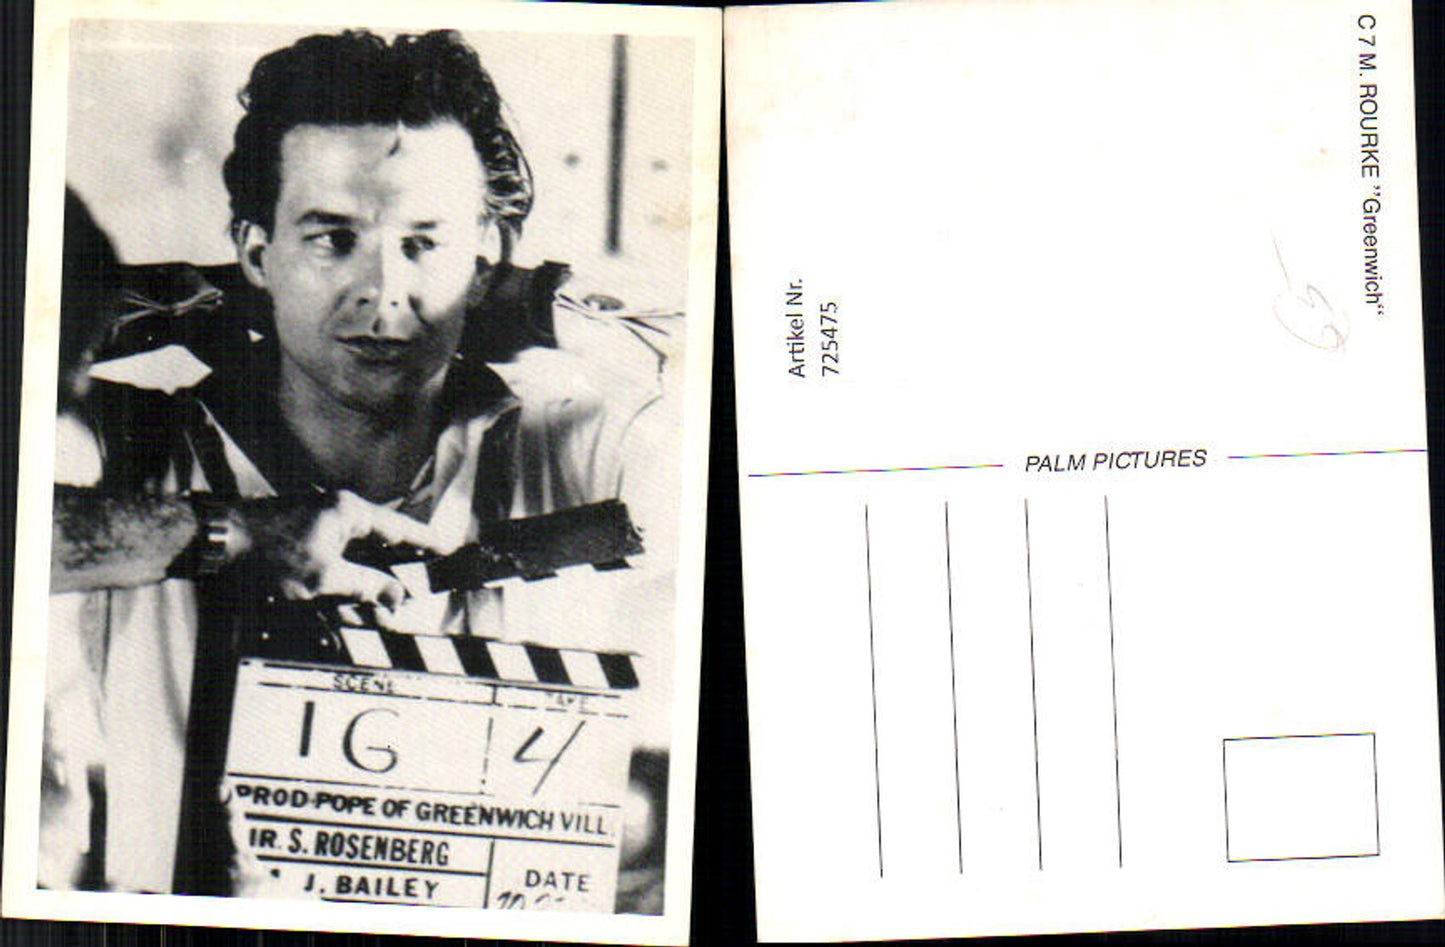 SCENE
TAKE
1G
4
PROD-POPE OF GREENWICH VILL
IR. S. ROSENBERG
J. BAILEY
DATE
C 7 M. ROURKE ”Greenwich“
Artikel Nr.
725475
PALM PICTURES